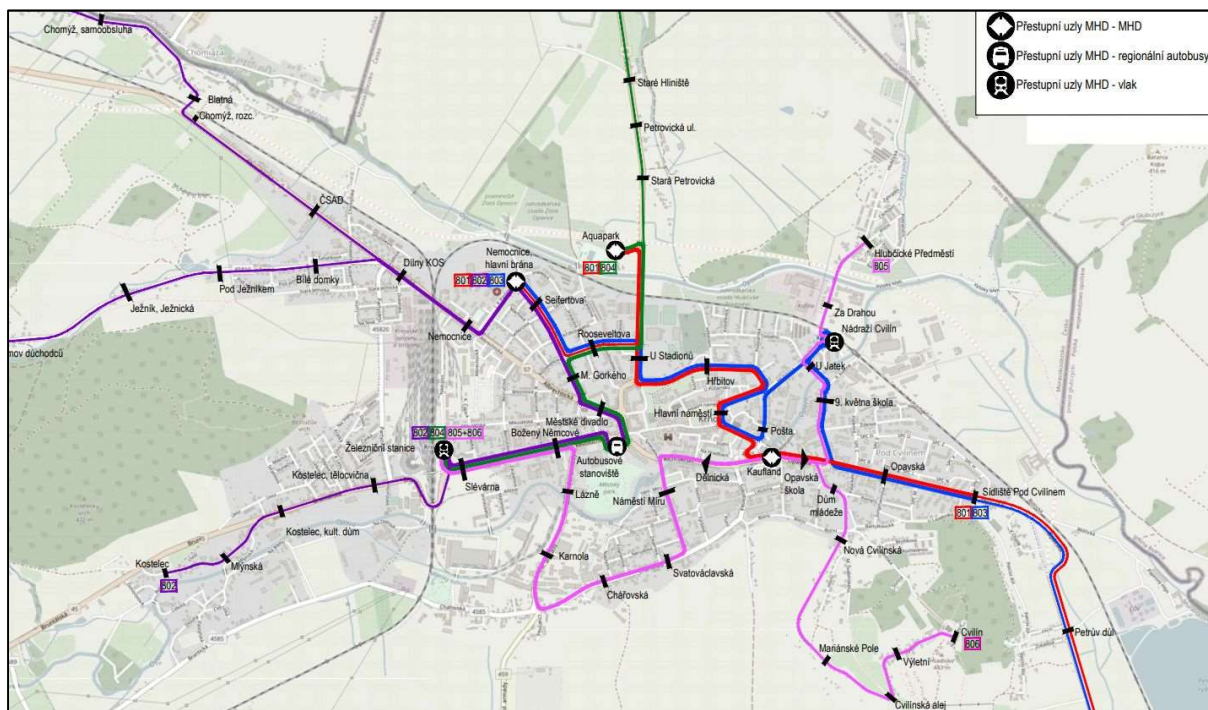 Přestupní uzly MHD - MHD
Přestupní uzly MHD - regionální autobusy
Přestupní uzly MHD - vlak
Chomýž, samoobsluha
Blatná
Chomýž, rozc.
ČSAD
Dílny KOS
Bílé domky
Pod Ježníkem
Ježník, Ježnická
mov důchodců
Nemocnice
Nemocnice,
hlavní brána
801 802 803
Seifertova
Staré Hliniště
Petrovická ul.
Stará Petrovická
Aquapark
801 804
Rooseveltova
U Stadionu
M. Gorkého
Městské divadlo
Hřbitov
Hlavní náměstí
Pošta
Hlubčické Předměstí
805
Za Drahou
Nádraží Cvilín
U Jatek
9. května škola
802 804 805+806
Železniční stanice
Boženy Němcové
Autobusové
stanoviště
Slévárna
Kostelec, tělocvična
Kostelec, kult. dům
Mlýnská
Kostelec
802
Lázně
Karnola
Náměstí Míru
Chářovská
Svatováclavská
Dělnická
Kaufland
Opavská
škola
Dům
mládeže
Opavská
Sídliště Pod Cvilínem
801 803
Nová Cvilínská
Mariánské Pole
Výletní
Cvilín
806
Cvilínská alej
Petrův důl